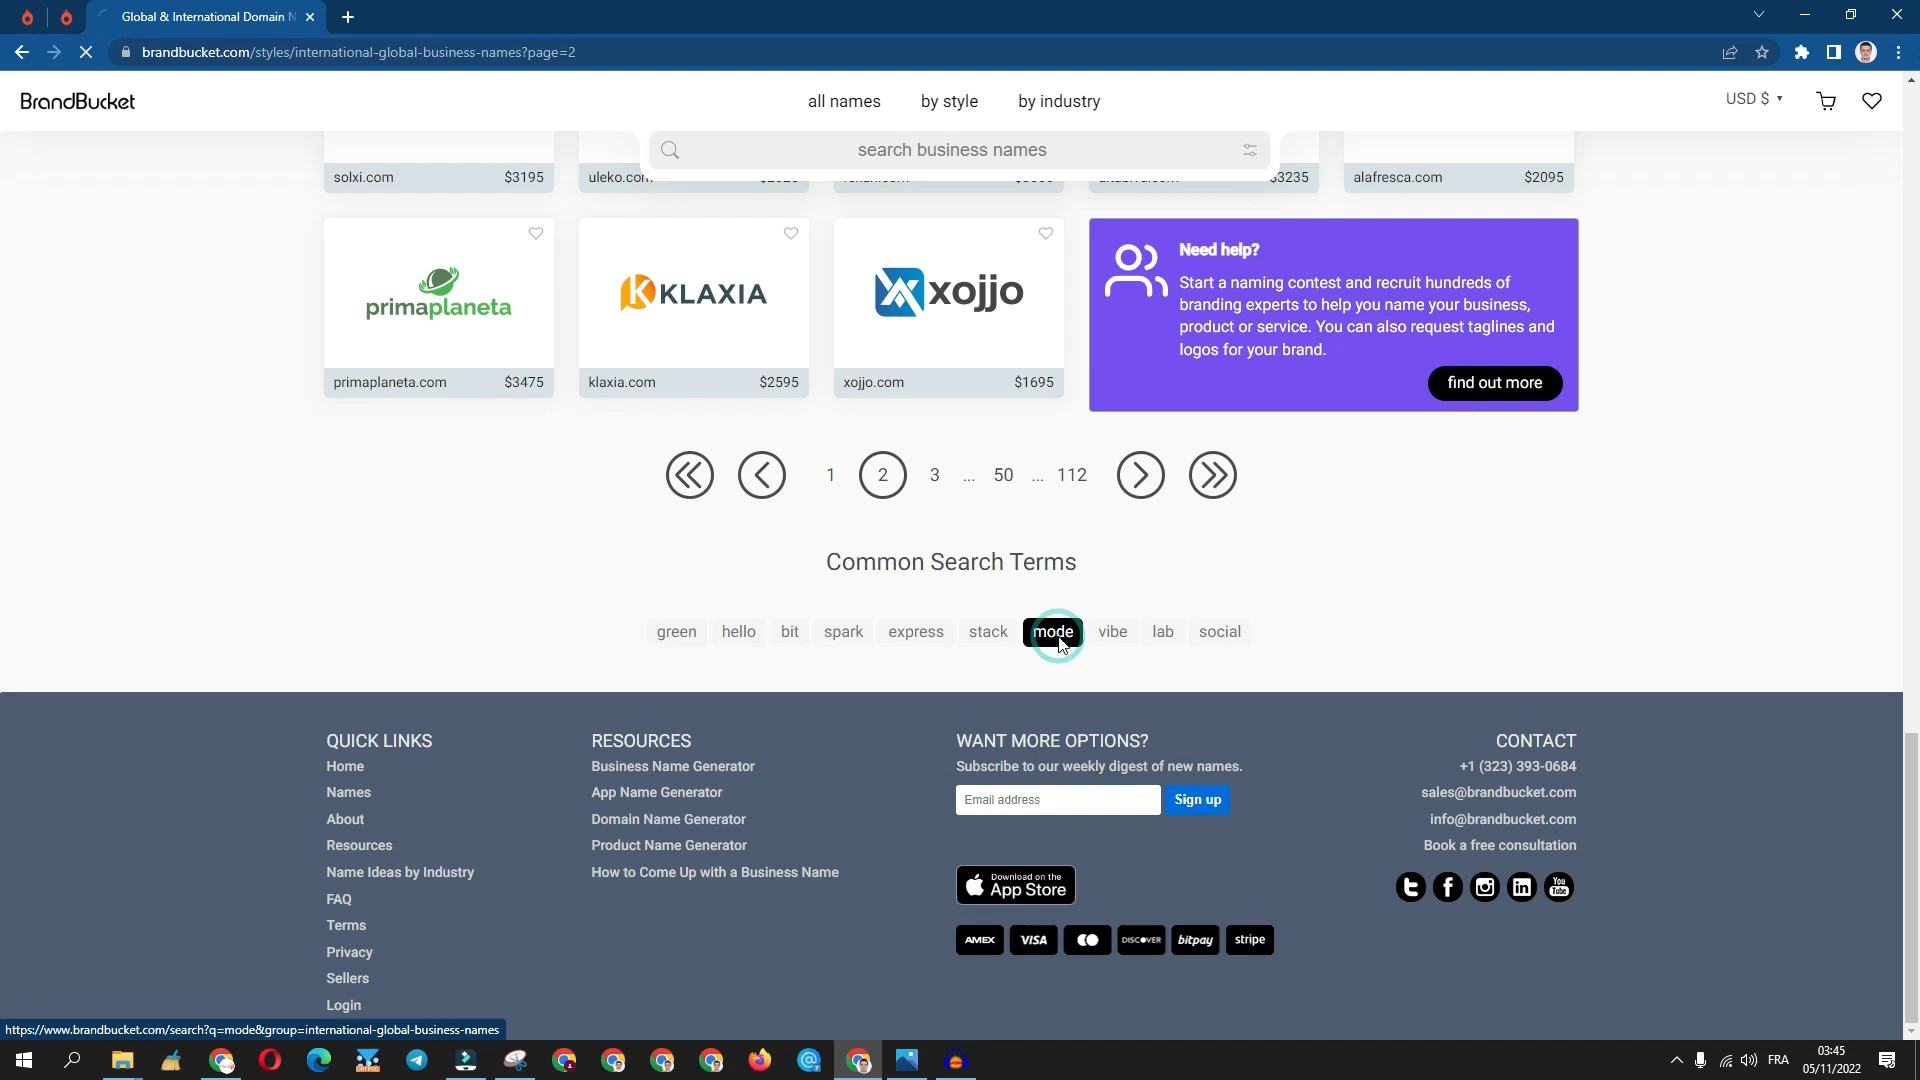 Global & International Domain N
brandbucket.com/styles/international-global-business-names?page=2
BrandBucket
all names
by style
by industry
USD $
search business names
solxi.com $3195
uleko.com
$3235
alafresca.com $2095
primaplaneta
primaplaneta.com $3475
KLAXIA
klaxia.com $2595
xojjo
xojjo.com $1695
Need help?
Start a naming contest and recruit hundreds of
branding experts to help you name your business,
product or service. You can also request taglines and
logos for your brand.
find out more
1 2 3 ... 50 ... 112
Common Search Terms
green hello bit spark express stack mode vibe lab social
QUICK LINKS
Home
Names
About
Resources
Name Ideas by Industry
FAQ
Terms
Privacy
Sellers
Login
RESOURCES
Business Name Generator
App Name Generator
Domain Name Generator
Product Name Generator
How to Come Up with a Business Name
WANT MORE OPTIONS?
Subscribe to our weekly digest of new names.
Email address
Sign up
Download on the
App Store
AMEX VISA DISCOVER bitpay stripe
CONTACT
+1 (323) 393-0684
sales@brandbucket.com
info@brandbucket.com
Book a free consultation
You
Tube
https://www.brandbucket.com/search?q=mode&group=international-global-business-names
FRA
03:45
05/11/2022